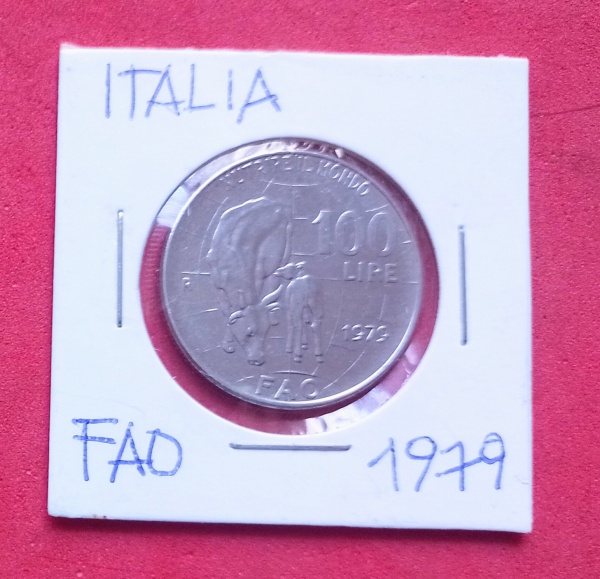 ITALIA
NUTRIRE IL MONDO
100
LIRE
R
1979
FAO
FAO
1979